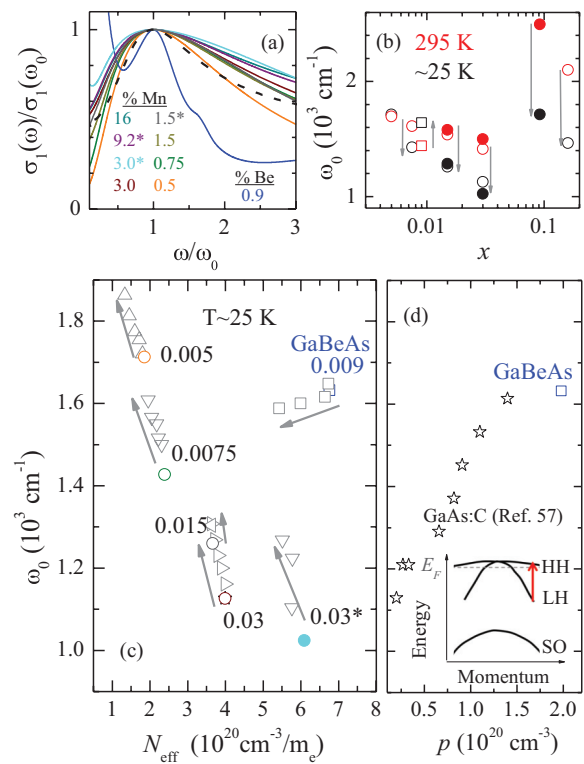 (a)
σ₁(ω)/σ₁(ω₀)
1
0
% Mn
16 1.5*
9.2* 1.5
3.0* 0.75
3.0 0.5
% Be
0.9
0 1 2 3
ω/ω₀
(b)
295 K
~25 K
ω₀ (10³ cm⁻¹)
2
1
0.01 0.1
x
(c)
T~25 K
1.8
1.6
1.4
1.2
1.0
ω₀ (10³ cm⁻¹)
0.005
0.0075
0.015
0.03
0.03*
GaBeAs
0.009
1 2 3 4 5 6 7 8
N_eff (10²⁰cm⁻³/mₑ)
(d)
GaBeAs
GaAs:C (Ref. 57)
E_F
HH
LH
SO
Energy
Momentum
0.5 1.0 1.5 2.0
p (10²⁰ cm⁻³)